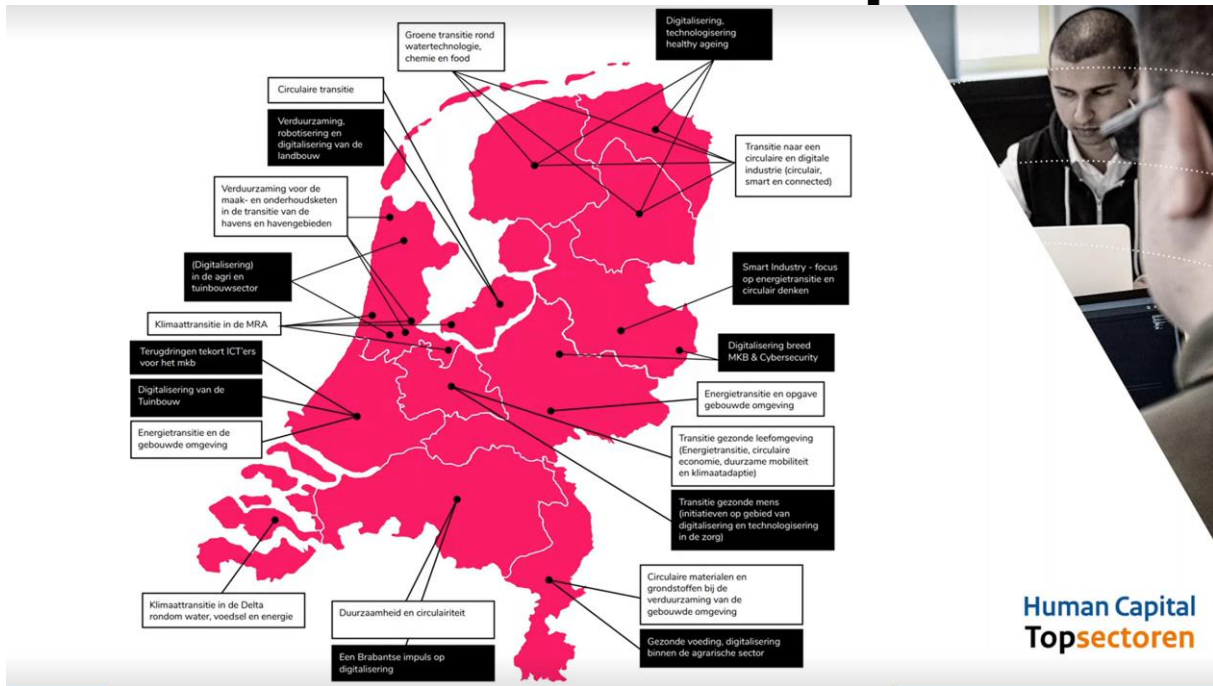 Groene transitie rond
watertechnologie,
chemie en food
Digitalisering,
technologisering
healthy ageing
Circulaire transitie
Verduurzaming,
robotisering en
digitalisering van de
landbouw
Transitie naar een
circulaire en digitale
industrie (circulair,
smart en connected)
Verduurzaming voor de
maak- en onderhoudsketen
in de transitie van de
havens en havengebieden
(Digitalisering)
in de agri en
tuinbouwsector
Smart Industry - focus
op energietransitie en
circulair denken
Klimaattransitie in de MRA
Terugdringen tekort ICT'ers
voor het mkb
Digitalisering breed
MKB & Cybersecurity
Digitalisering van de
Tuinbouw
Energietransitie en opgave
gebouwde omgeving
Energietransitie en de
gebouwde omgeving
Transitie gezonde leefomgeving
(Energietransitie, circulaire
economie, duurzame mobiliteit
en klimaatadaptie)
Transitie gezonde mens
(initiatieven op gebied van
digitalisering en technologisering
in de zorg)
Circulaire materialen en
grondstoffen bij de
verduurzaming van de
gebouwde omgeving
Klimaattransitie in de Delta
rondom water, voedsel en energie
Duurzaamheid en circulairiteit
Gezonde voeding, digitalisering
binnen de agrarische sector
Een Brabantse impuls op
digitalisering
Human Capital
Topsectoren